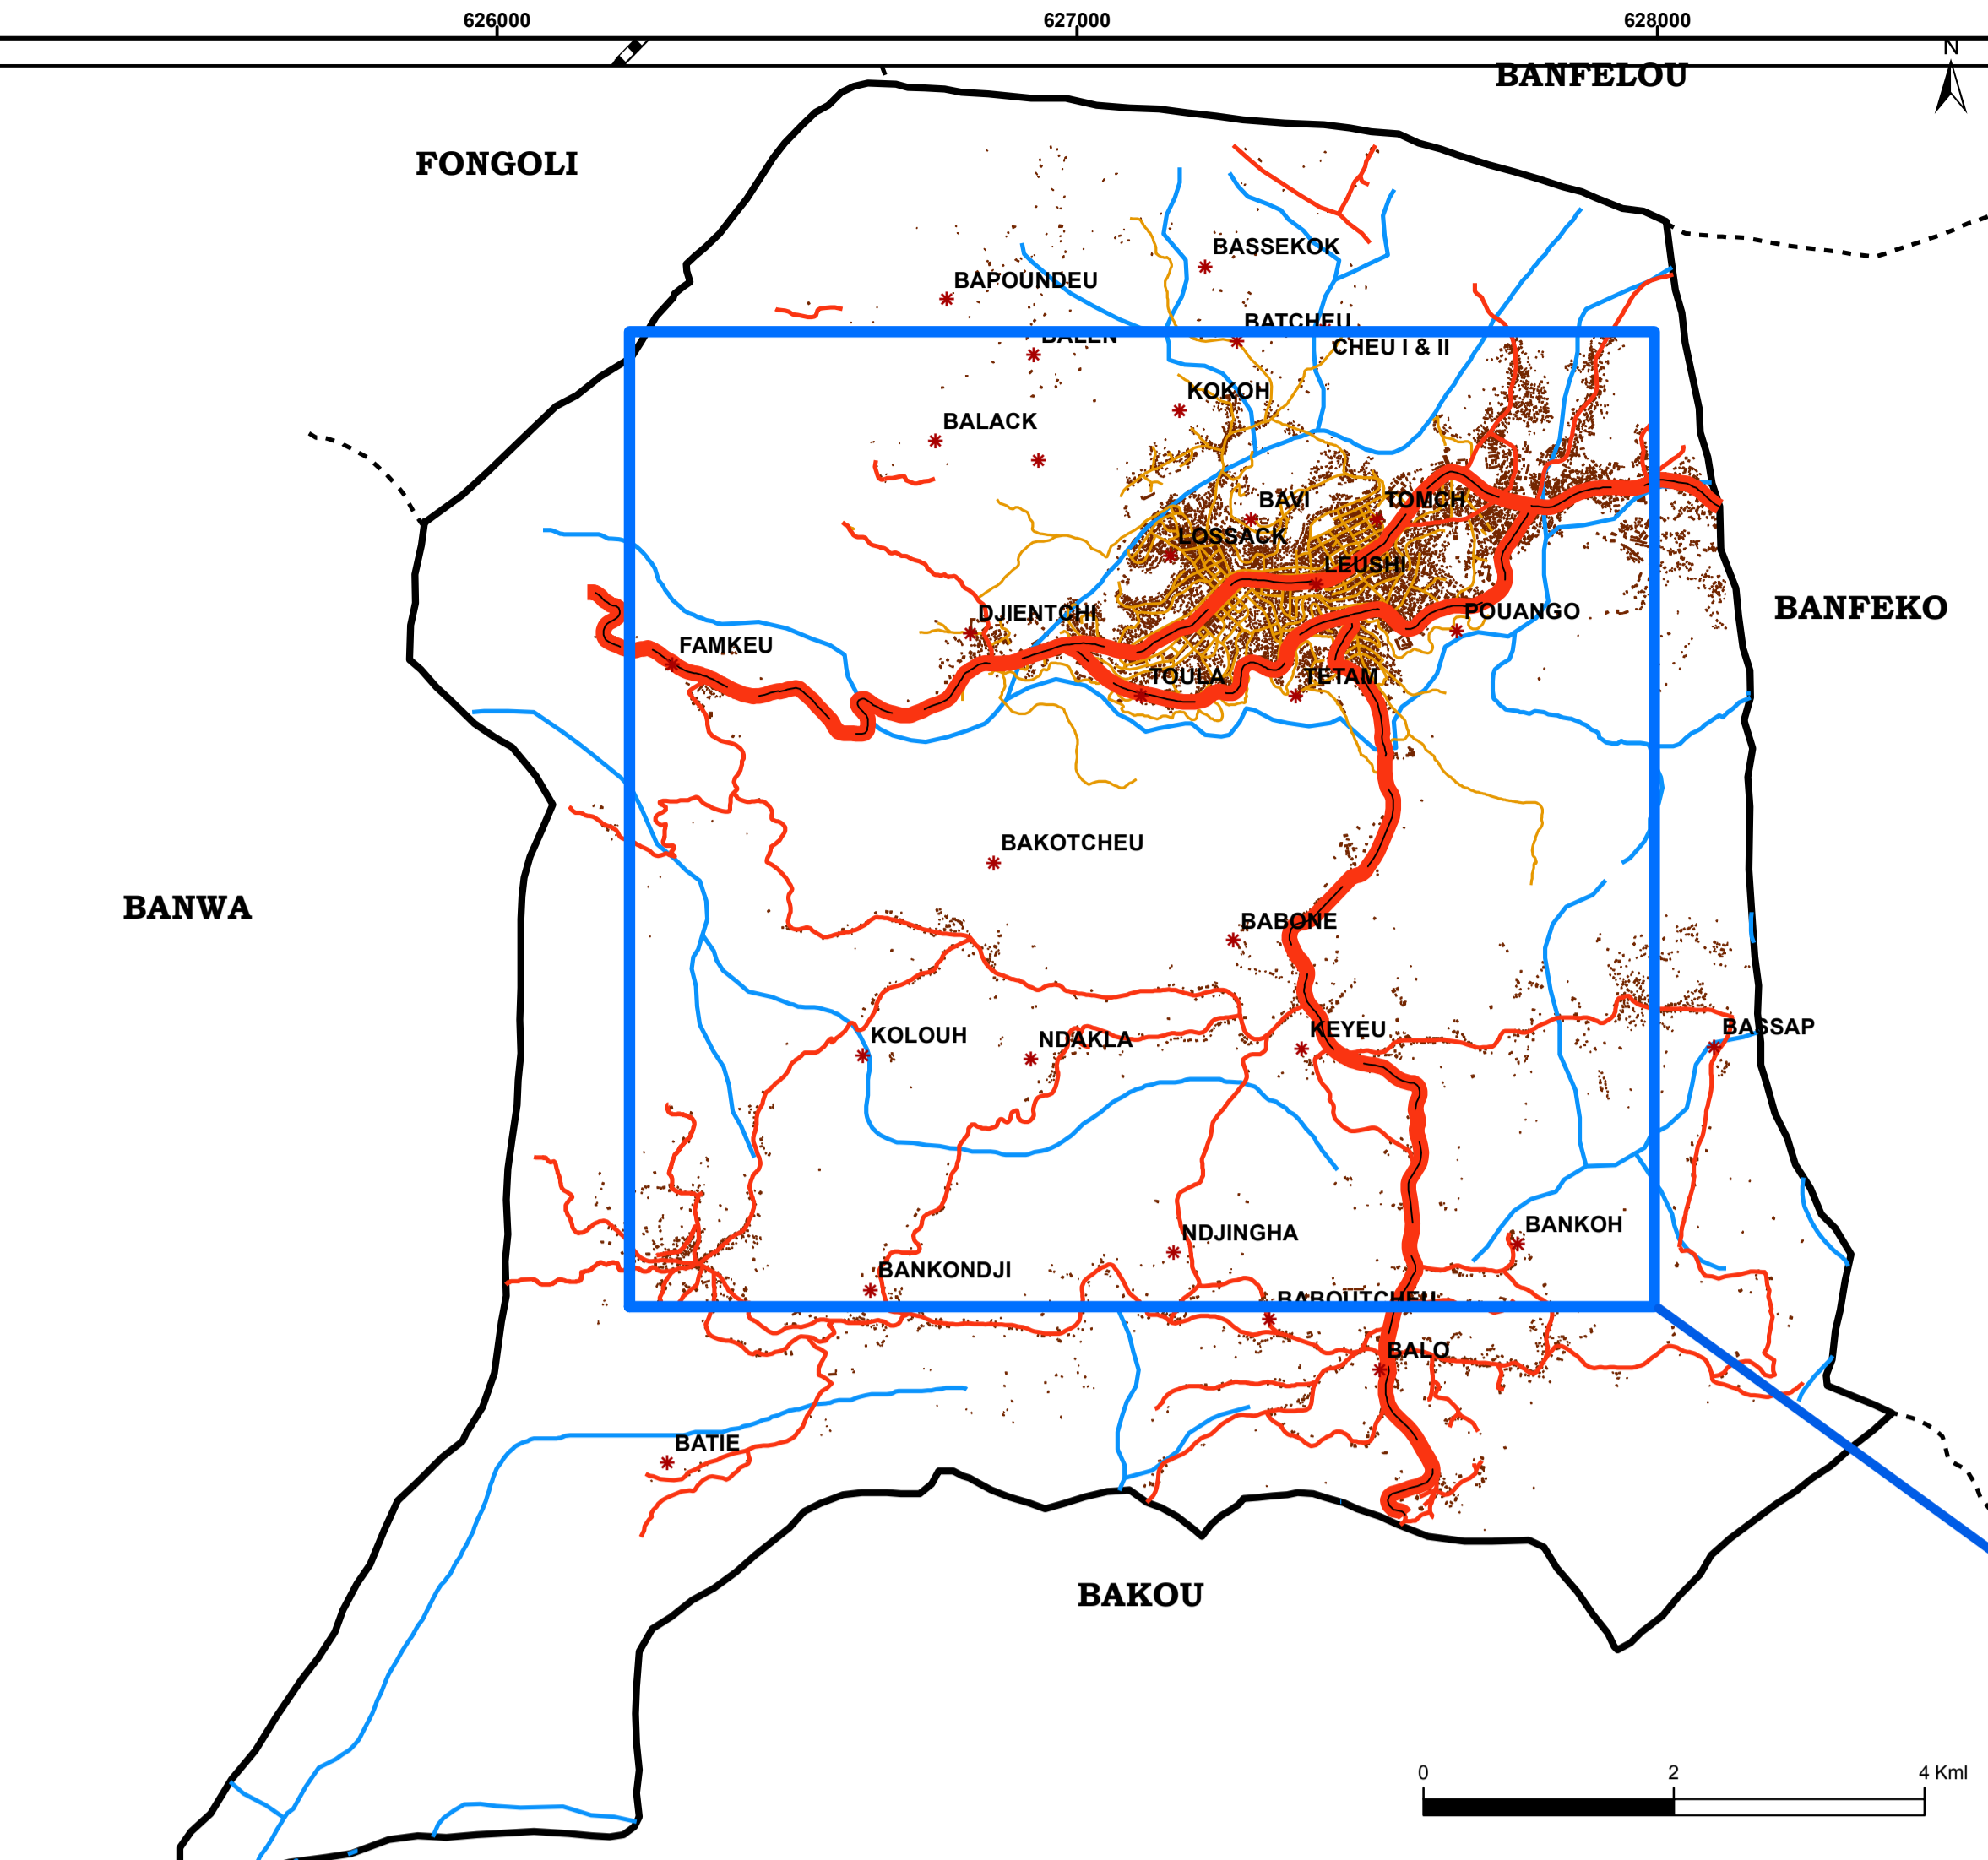 626000
627000
628000
N
BANFELOU
FONGOLI
BASSEKOK
BAPOUNDEU
BATCHEU
BALEN
CHEU I & II
KOKOH
BALACK
BAVI
TOMCH
LOSSACK
LEUSHI
BANFEKO
DJIENTCHI
POUANGO
FAMKEU
TOULA
TETAM
BAKOTCHEU
BANWA
BABONE
BASSAP
KEYEU
KOLOUH
NDAKLA
BANKOH
NDJINGHA
BANKONDJI
BABOUTCHEU
BALO
BATIE
BAKOU
0 2 4 Kml